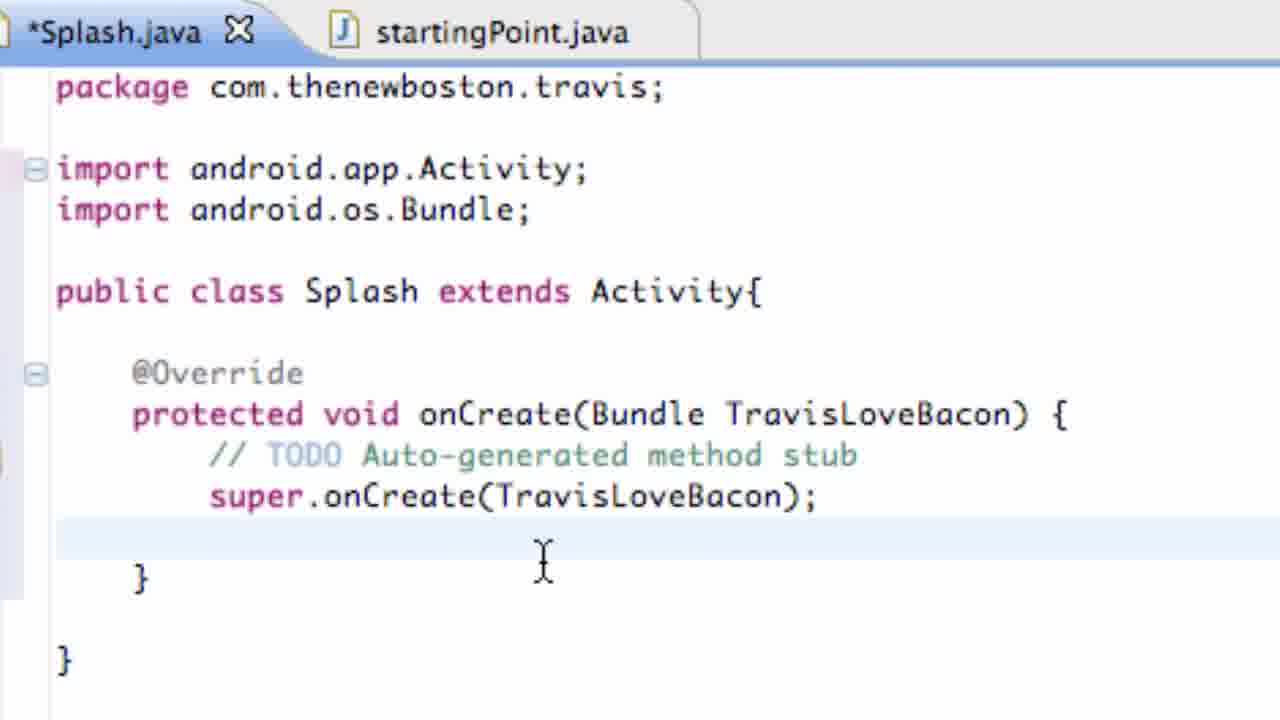 *Splash.java startingPoint.java
package com.thenewboston.travis;
import android.app.Activity;
import android.os.Bundle;
public class Splash extends Activity{
@Override
protected void onCreate(Bundle TravisLoveBacon) {
// TODO Auto-generated method stub
super.onCreate(TravisLoveBacon);
}
}